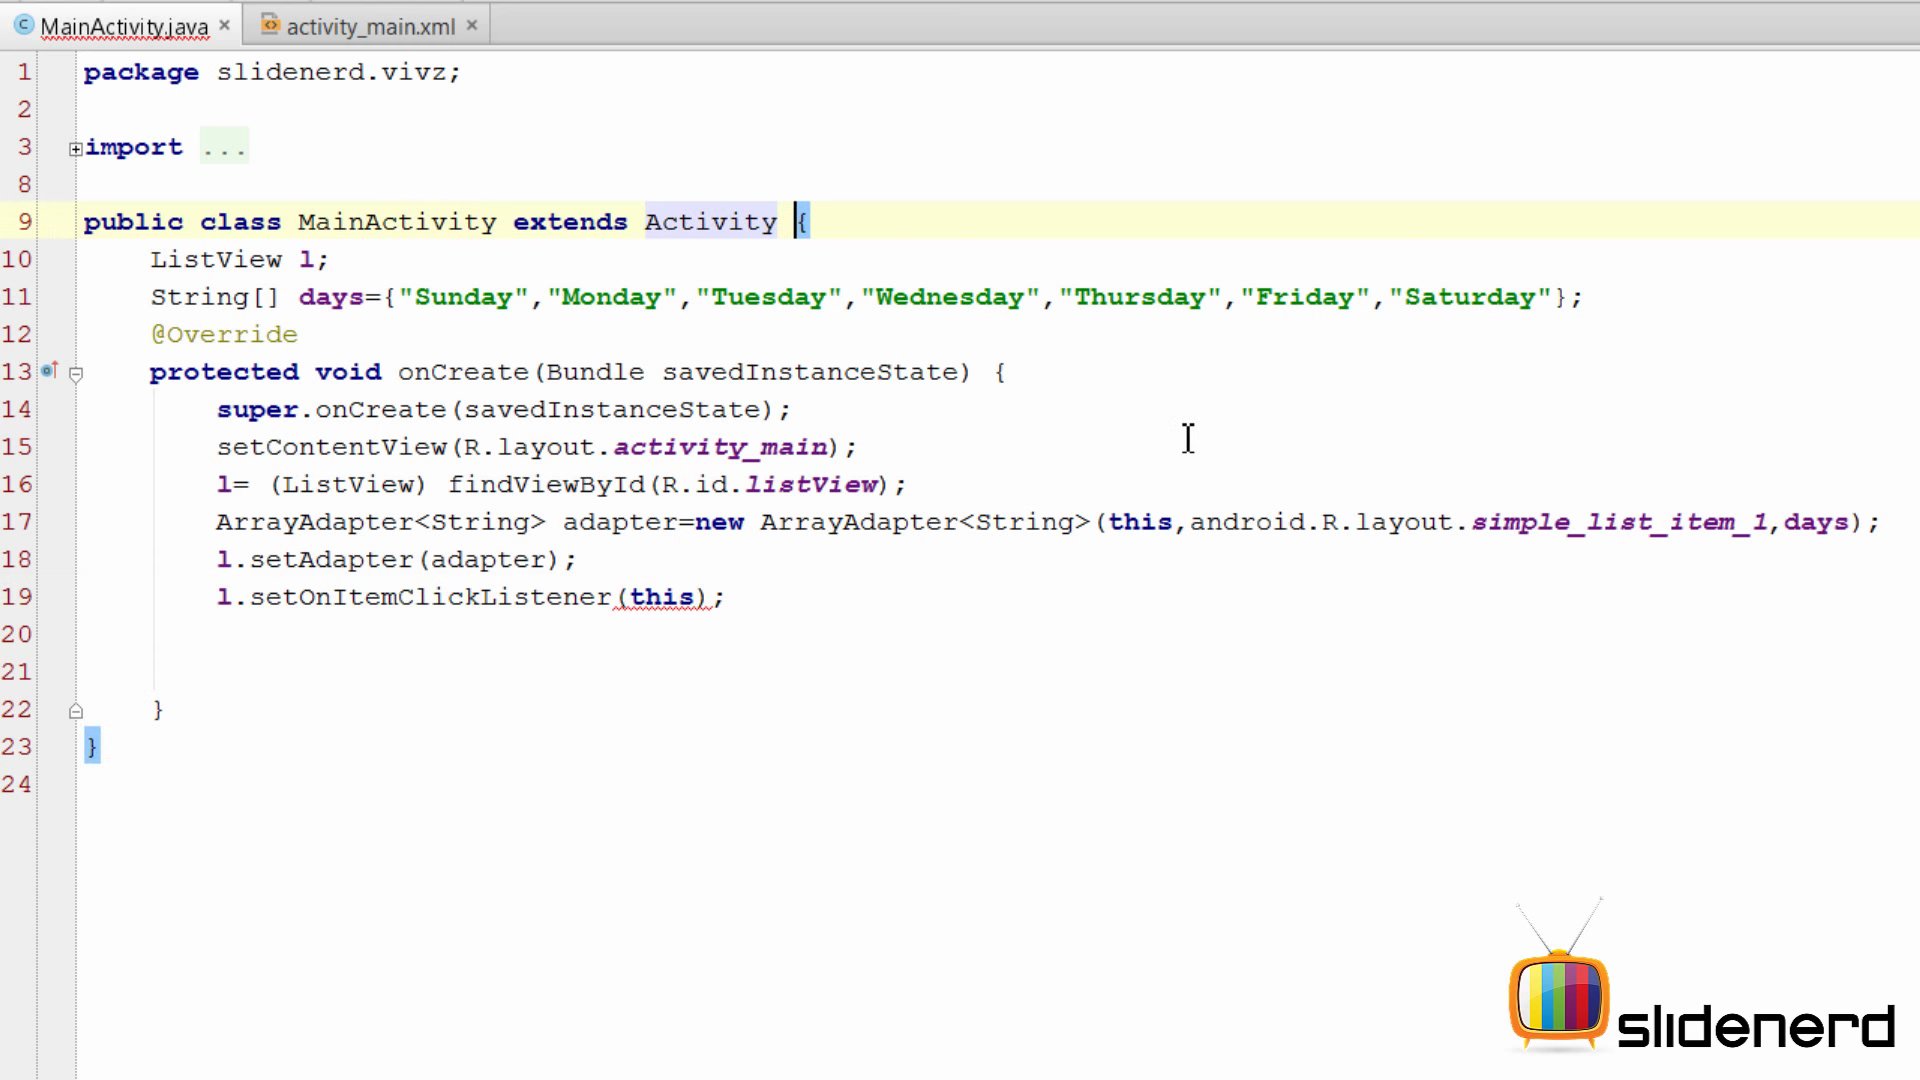 MainActivity.java × activity_main.xml ×
1 package slidenerd.vivz;
2
3 import ...
8
9 public class MainActivity extends Activity {
10 ListView l;
11 String[] days={"Sunday","Monday","Tuesday","Wednesday","Thursday","Friday","Saturday"};
12 @Override
13 protected void onCreate(Bundle savedInstanceState) {
14 super.onCreate(savedInstanceState);
15 setContentView(R.layout.activity_main);
16 l= (ListView) findViewById(R.id.listView);
17 ArrayAdapter<String> adapter=new ArrayAdapter<String>(this,android.R.layout.simple_list_item_1,days);
18 l.setAdapter(adapter);
19 l.setOnItemClickListener(this);
20
21
22 }
23 }
24
slidenerd